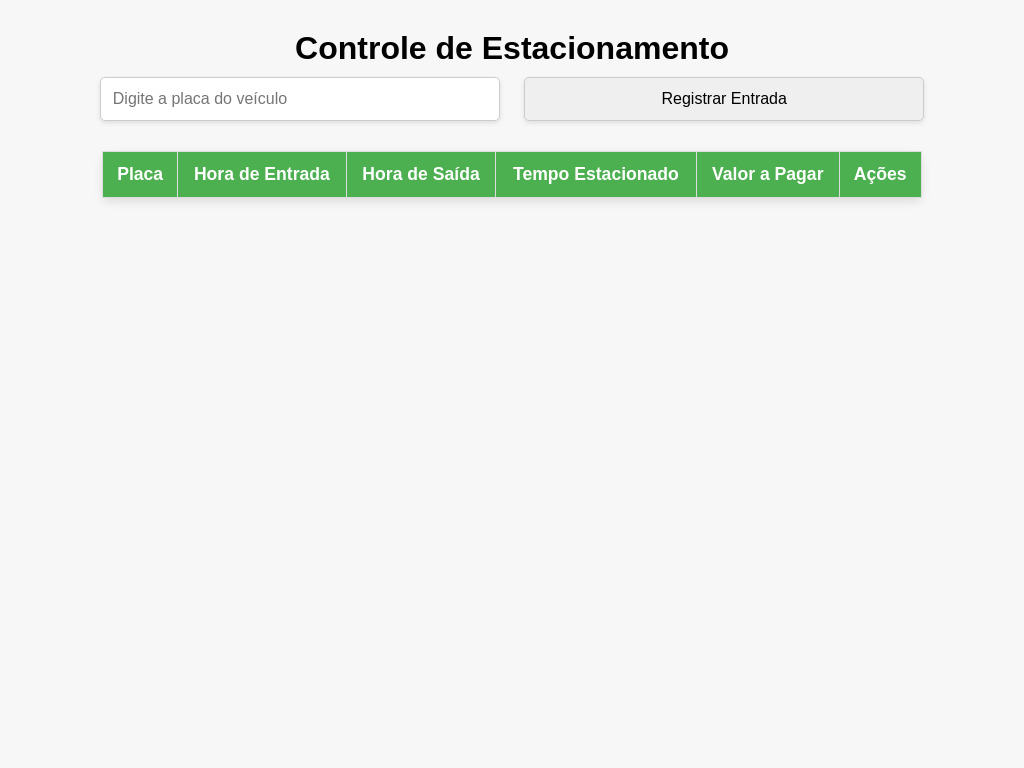 Controle de Estacionamento
Digite a placa do veículo
Registrar Entrada
Placa Hora de Entrada Hora de Saída Tempo Estacionado Valor a Pagar Ações